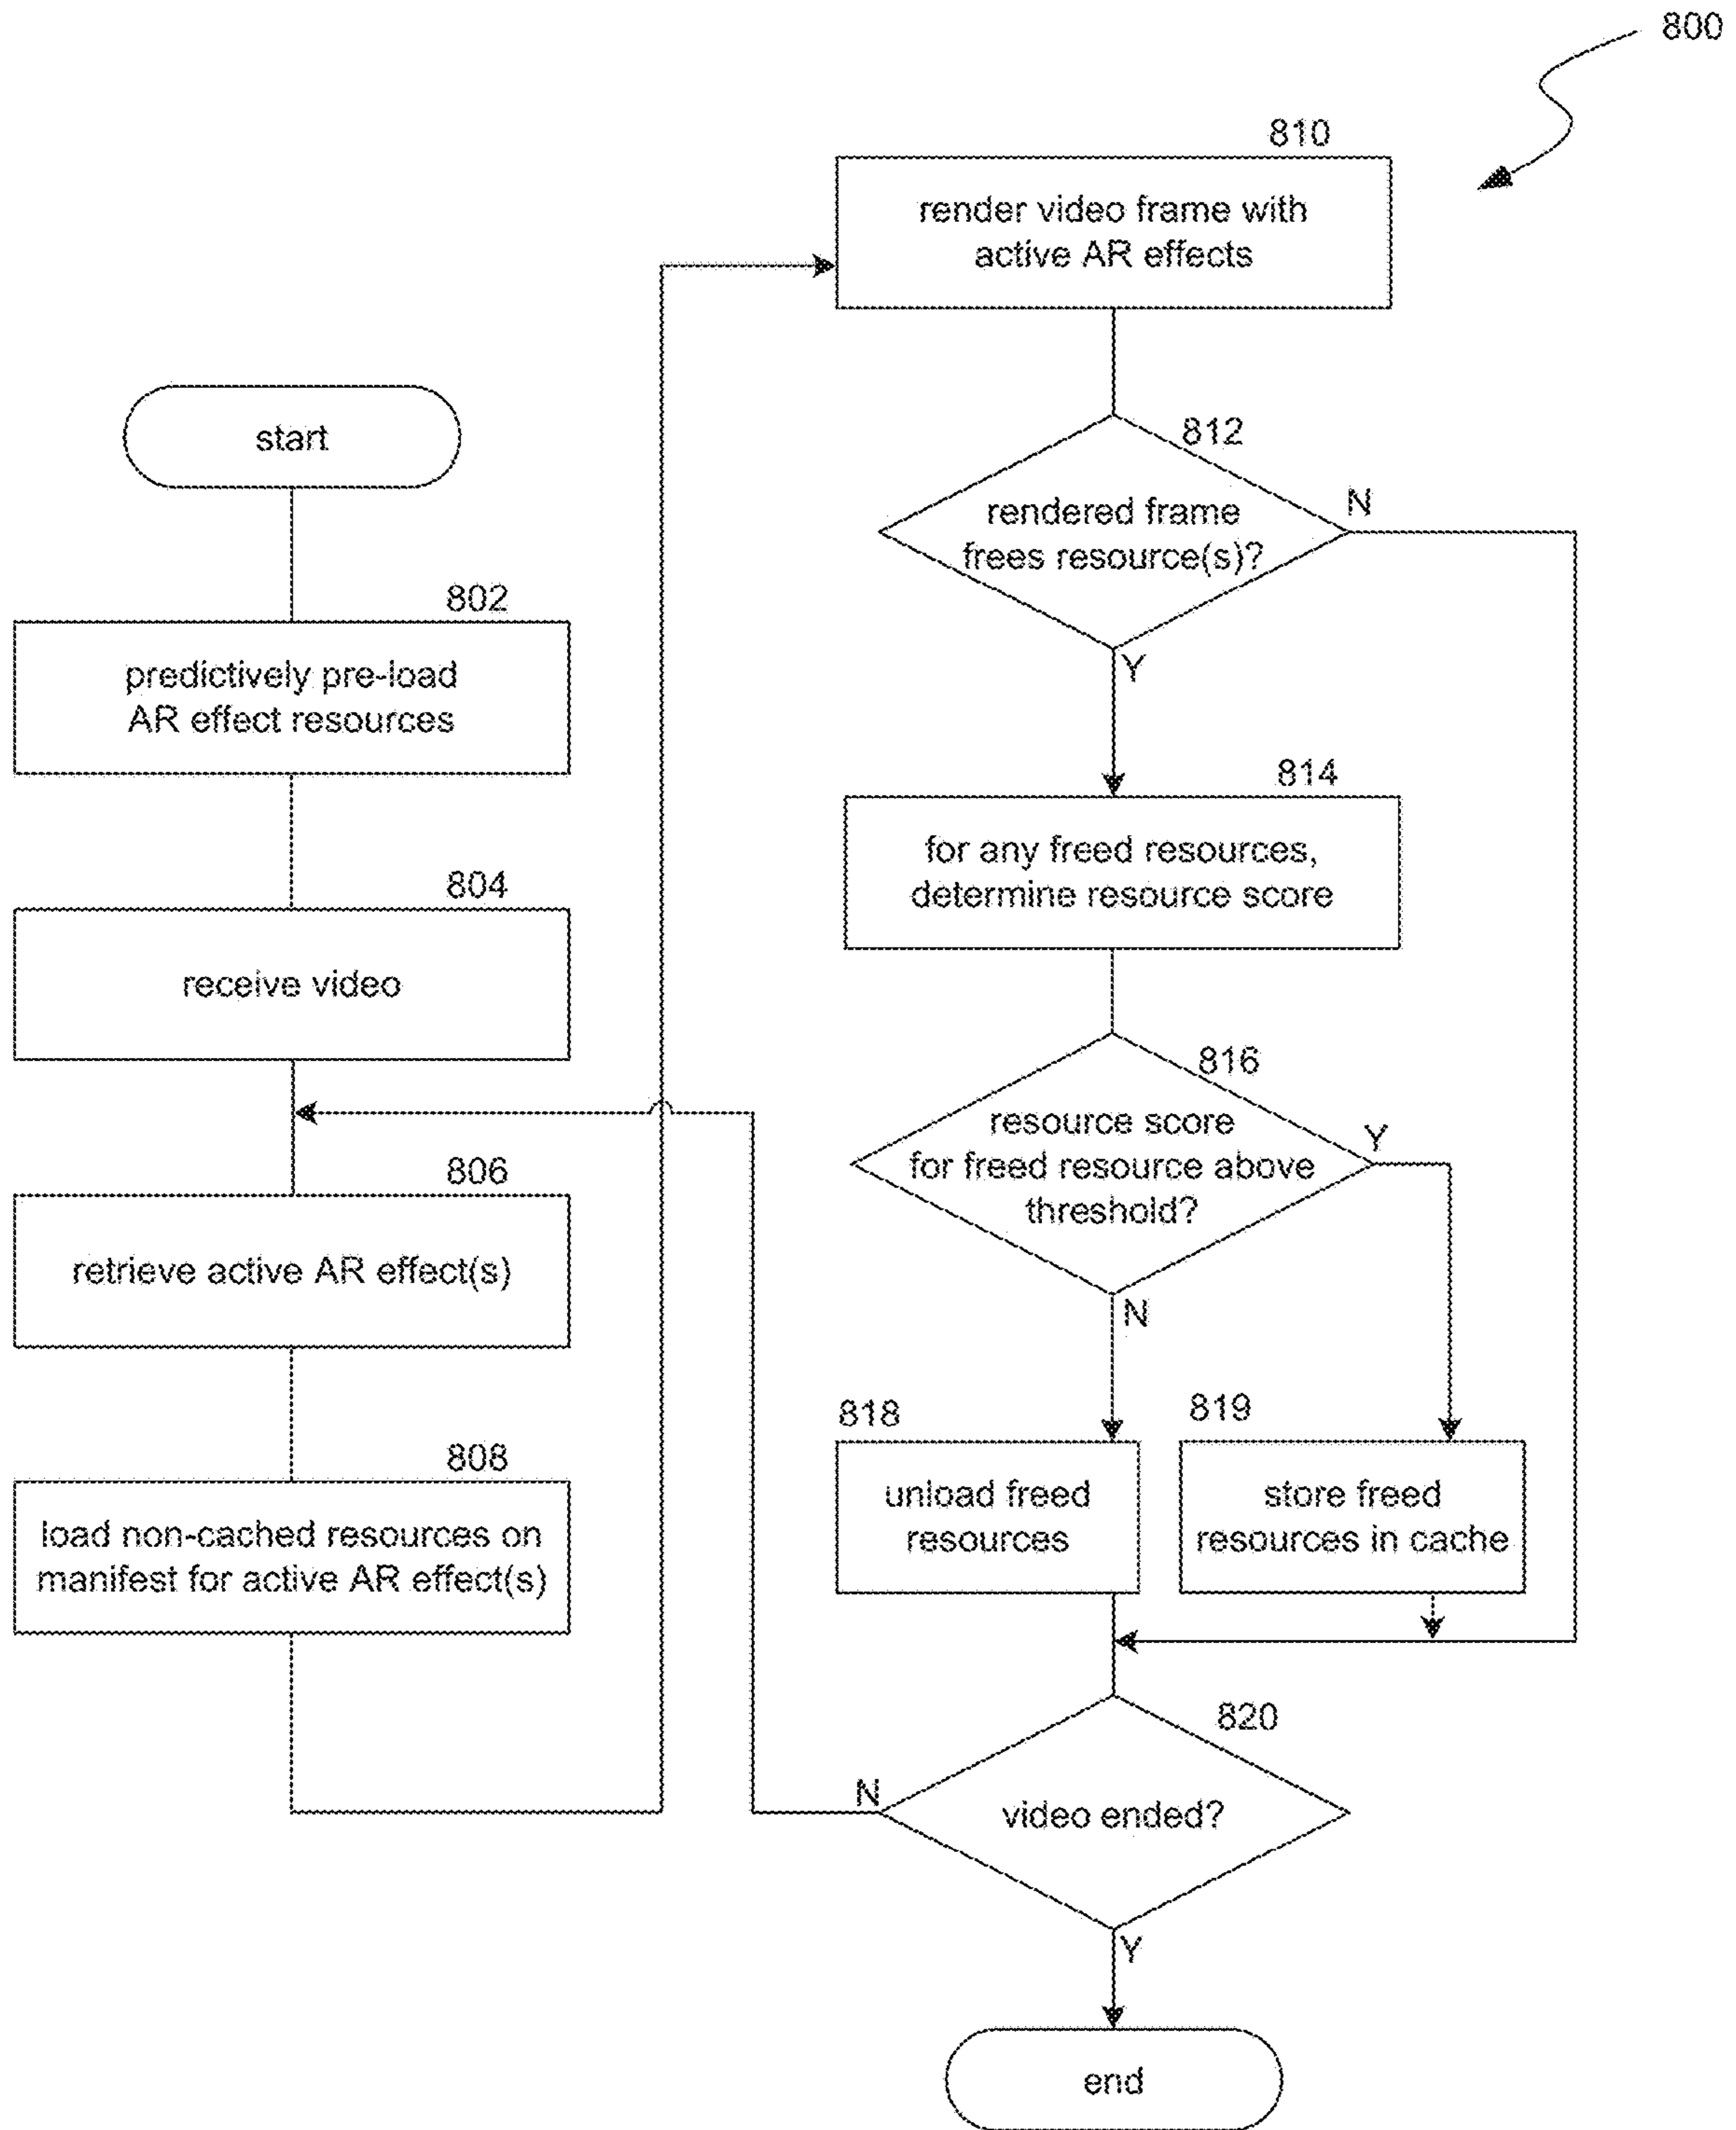 800
start
802
predictively pre-load
AR effect resources
804
receive video
806
retrieve active AR effect(s)
808
load non-cached resources on
manifest for active AR effect(s)
810
render video frame with
active AR effects
812
rendered frame
frees resource(s)?
N
Y
814
for any freed resources,
determine resource score
816
resource score
for freed resource above
threshold?
Y
N
818
unload freed
resources
819
store freed
resources in cache
820
video ended?
N
Y
end